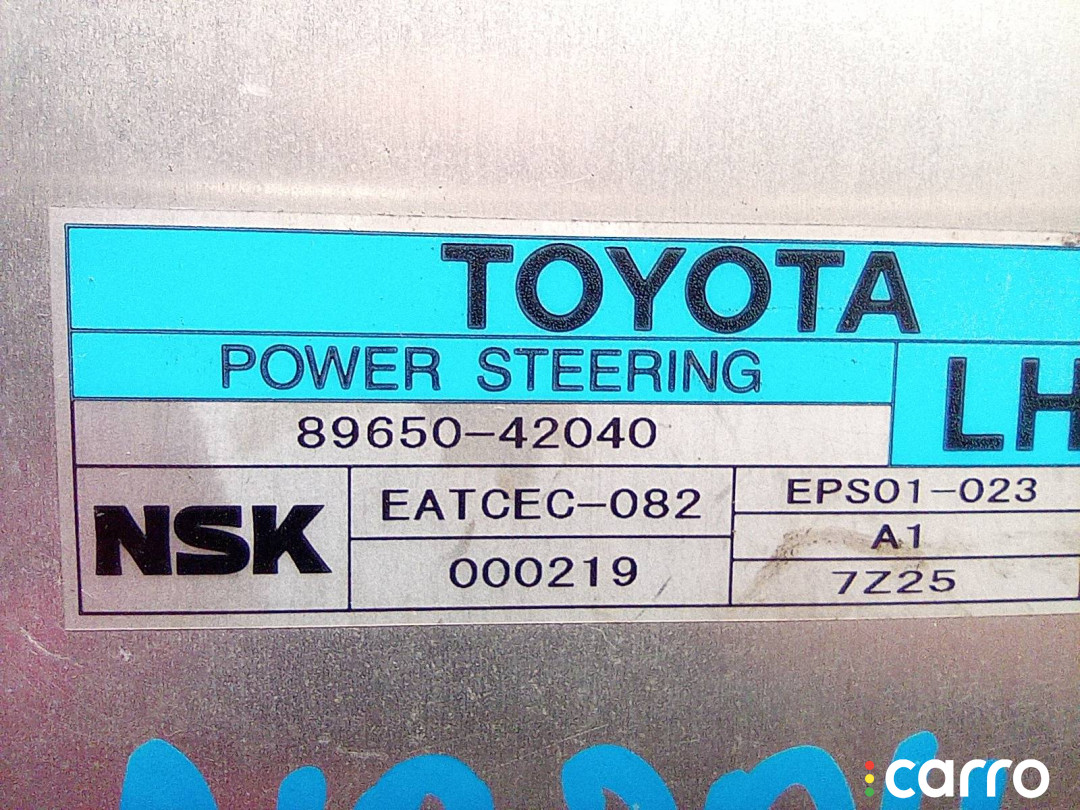 TOYOTA
POWER STEERING
LH
89650-42040
NSK
EATCEC-082
000219
EPS01-023
A1
7Z25
carro